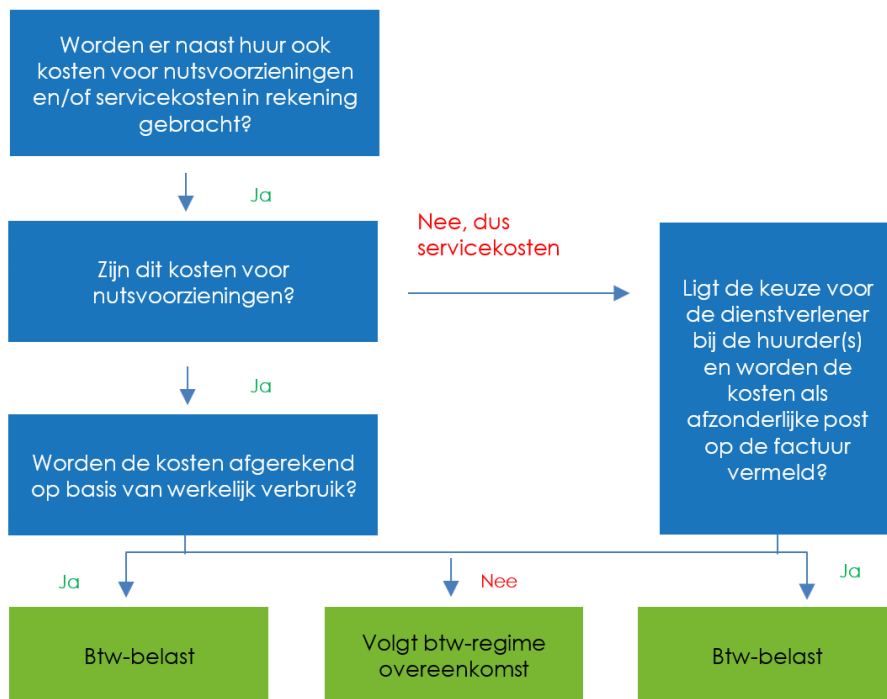 Worden er naast huur ook
kosten voor nutsvoorzieningen
en/of servicekosten in rekening
gebracht?
Ja
Zijn dit kosten voor
nutsvoorzieningen?
Nee, dus
servicekosten
Ligt de keuze voor
de dienstverlener
bij de huurder(s)
en worden de
kosten als
afzonderlijke post
op de factuur
vermeld?
Ja
Worden de kosten afgerekend
op basis van werkelijk verbruik?
Ja
Nee
Ja
Btw-belast
Volgt btw-regime
overeenkomst
Btw-belast